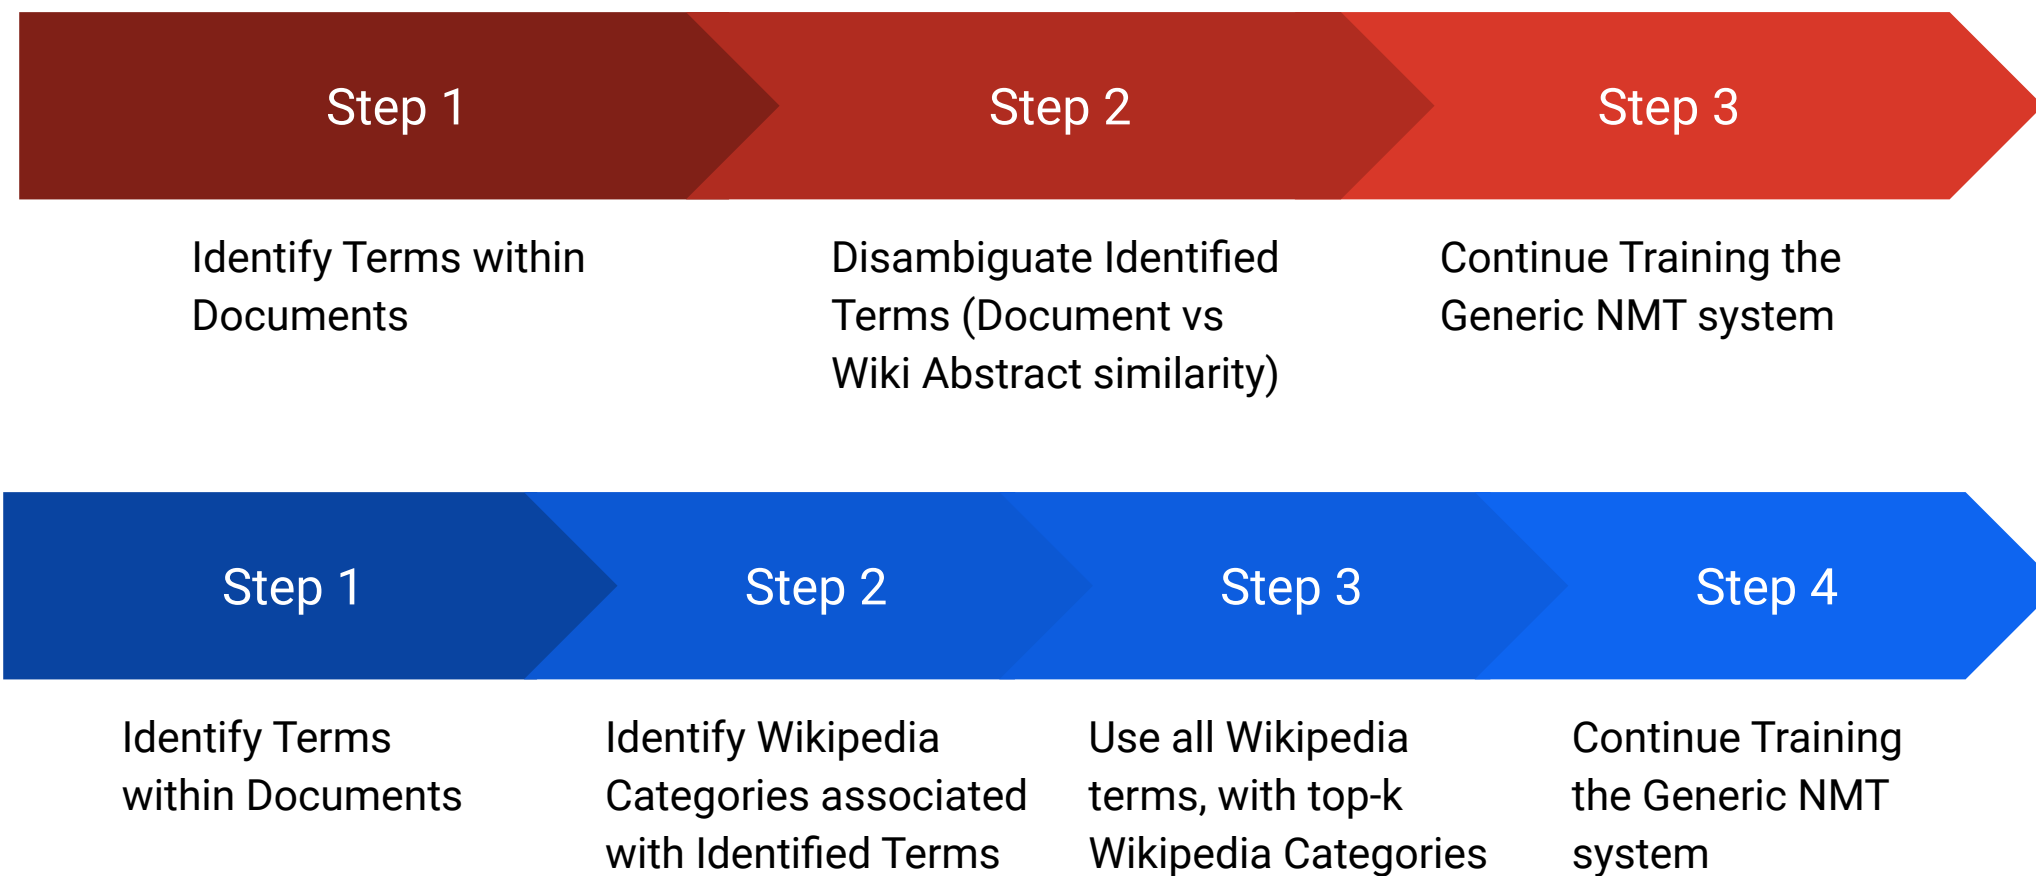 Step 1
Step 2
Step 3
Identify Terms within
Documents
Disambiguate Identified
Terms (Document vs
Wiki Abstract similarity)
Continue Training the
Generic NMT system
Step 1
Step 2
Step 3
Step 4
Identify Terms
within Documents
Identify Wikipedia
Categories associated
with Identified Terms
Use all Wikipedia
terms, with top-k
Wikipedia Categories
Continue Training
the Generic NMT
system